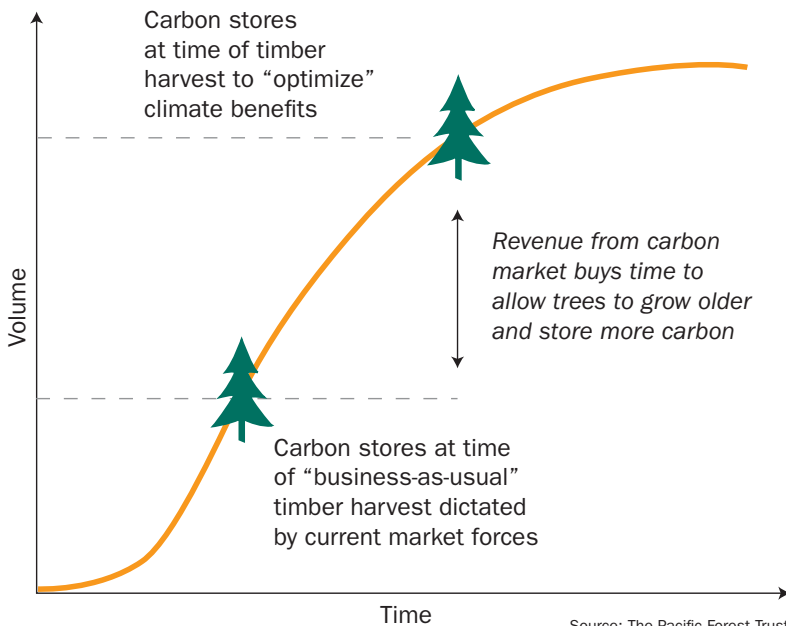 Carbon stores
at time of timber
harvest to “optimize”
climate benefits
Revenue from carbon
market buys time to
allow trees to grow older
and store more carbon
Volume
Carbon stores at time
of “business-as-usual”
timber harvest dictated
by current market forces
Time
Source: The Pacific Forest Trust